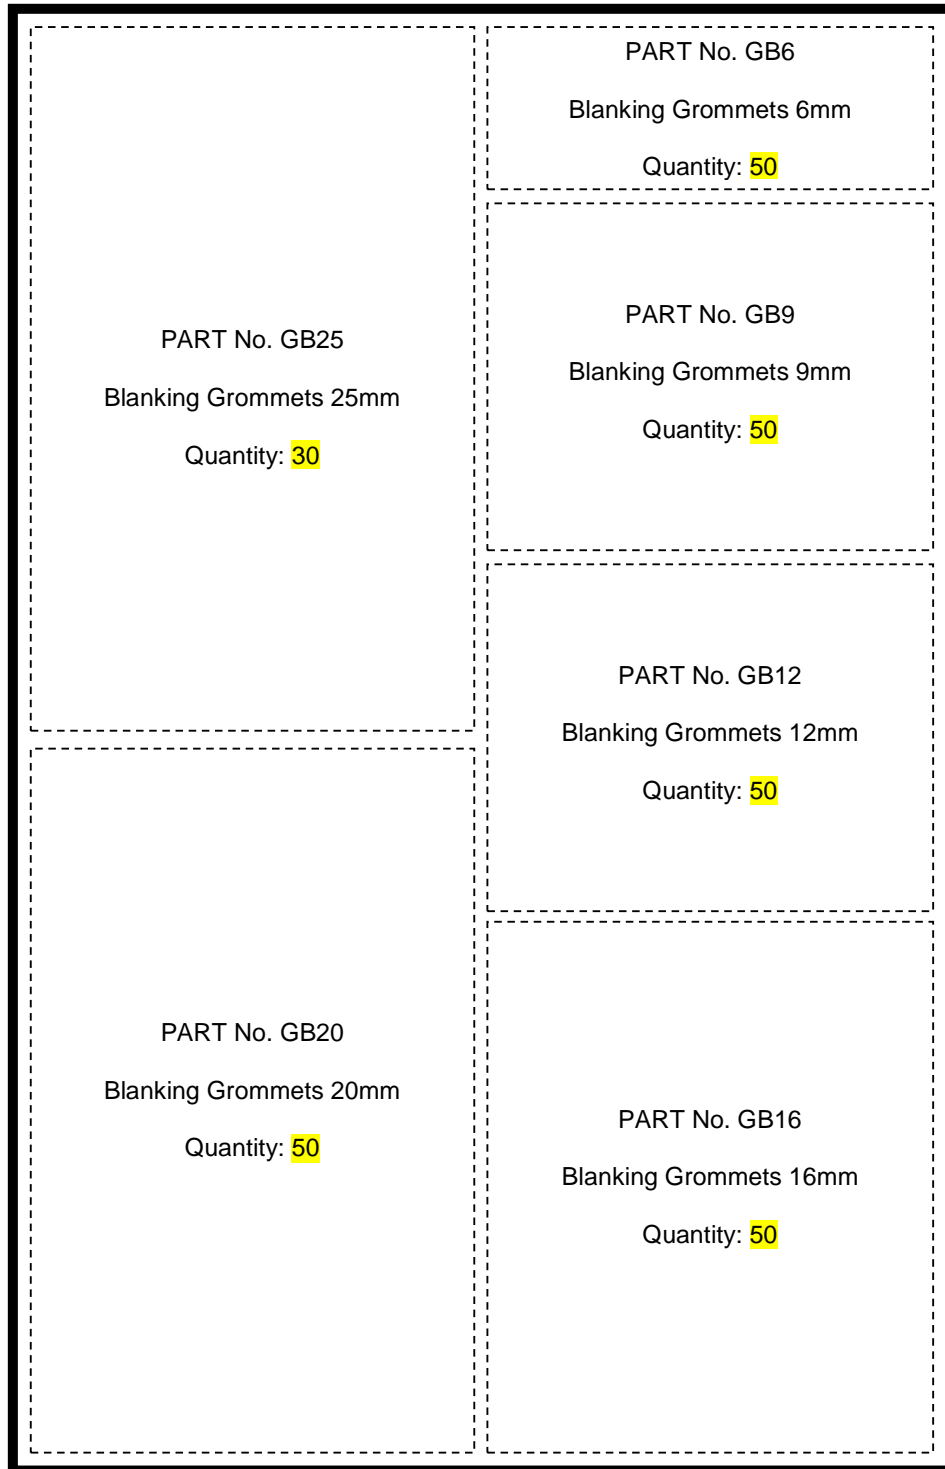 PART No. GB25
Blanking Grommets 25mm
Quantity: 30
PART No. GB20
Blanking Grommets 20mm
Quantity: 50
PART No. GB6
Blanking Grommets 6mm
Quantity: 50
PART No. GB9
Blanking Grommets 9mm
Quantity: 50
PART No. GB12
Blanking Grommets 12mm
Quantity: 50
PART No. GB16
Blanking Grommets 16mm
Quantity: 50